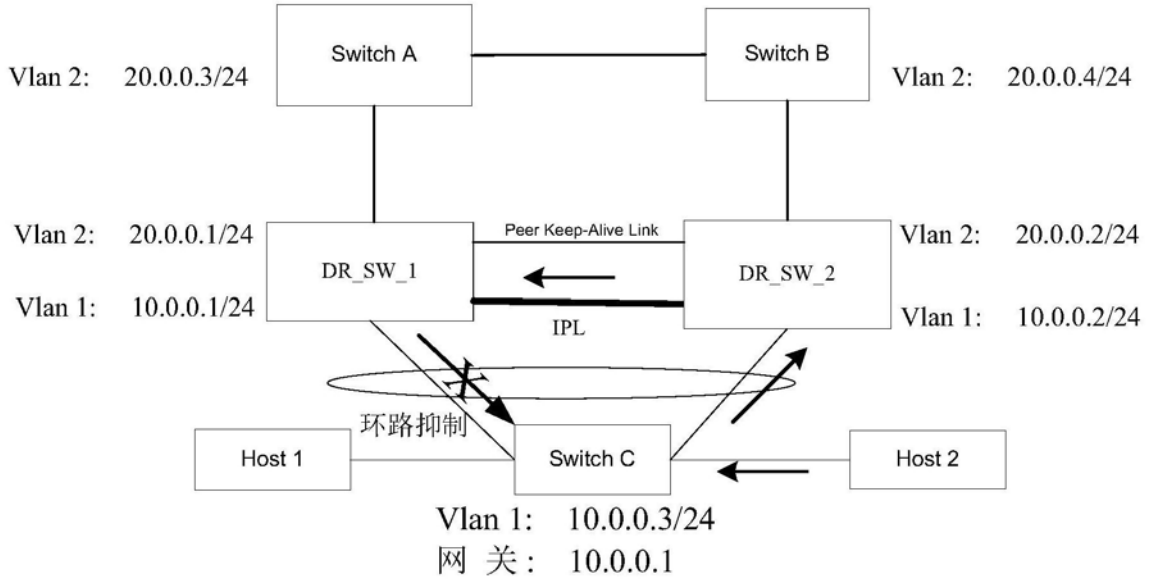 Switch A
Switch B
Vlan 2: 20.0.0.3/24
Vlan 2: 20.0.0.4/24
Vlan 2: 20.0.0.1/24
Peer Keep-Alive Link
Vlan 2: 20.0.0.2/24
DR_SW_1
DR_SW_2
Vlan 1: 10.0.0.1/24
IPL
Vlan 1: 10.0.0.2/24
X
环路抑制
Host 1
Switch C
Host 2
Vlan 1: 10.0.0.3/24
网 关: 10.0.0.1